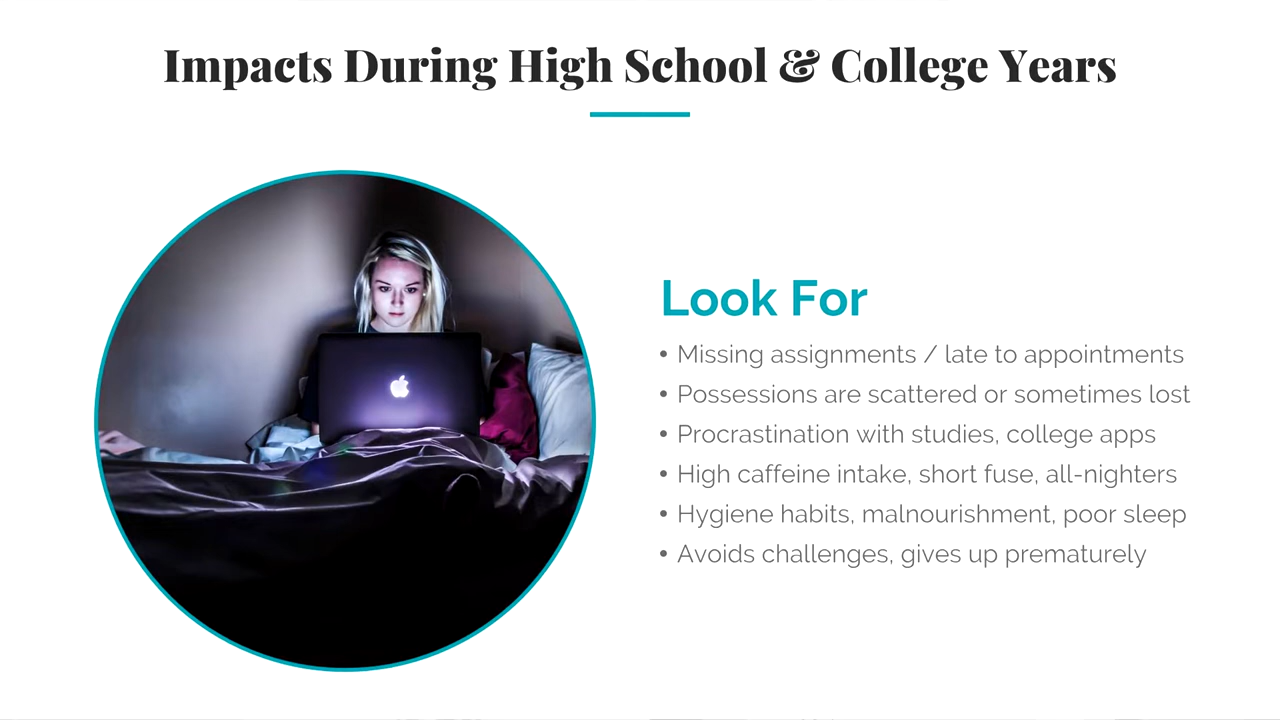 Impacts During High School & College Years
Look For
• Missing assignments / late to appointments
• Possessions are scattered or sometimes lost
• Procrastination with studies, college apps
• High caffeine intake, short fuse, all-nighters
• Hygiene habits, malnourishment, poor sleep
• Avoids challenges, gives up prematurely